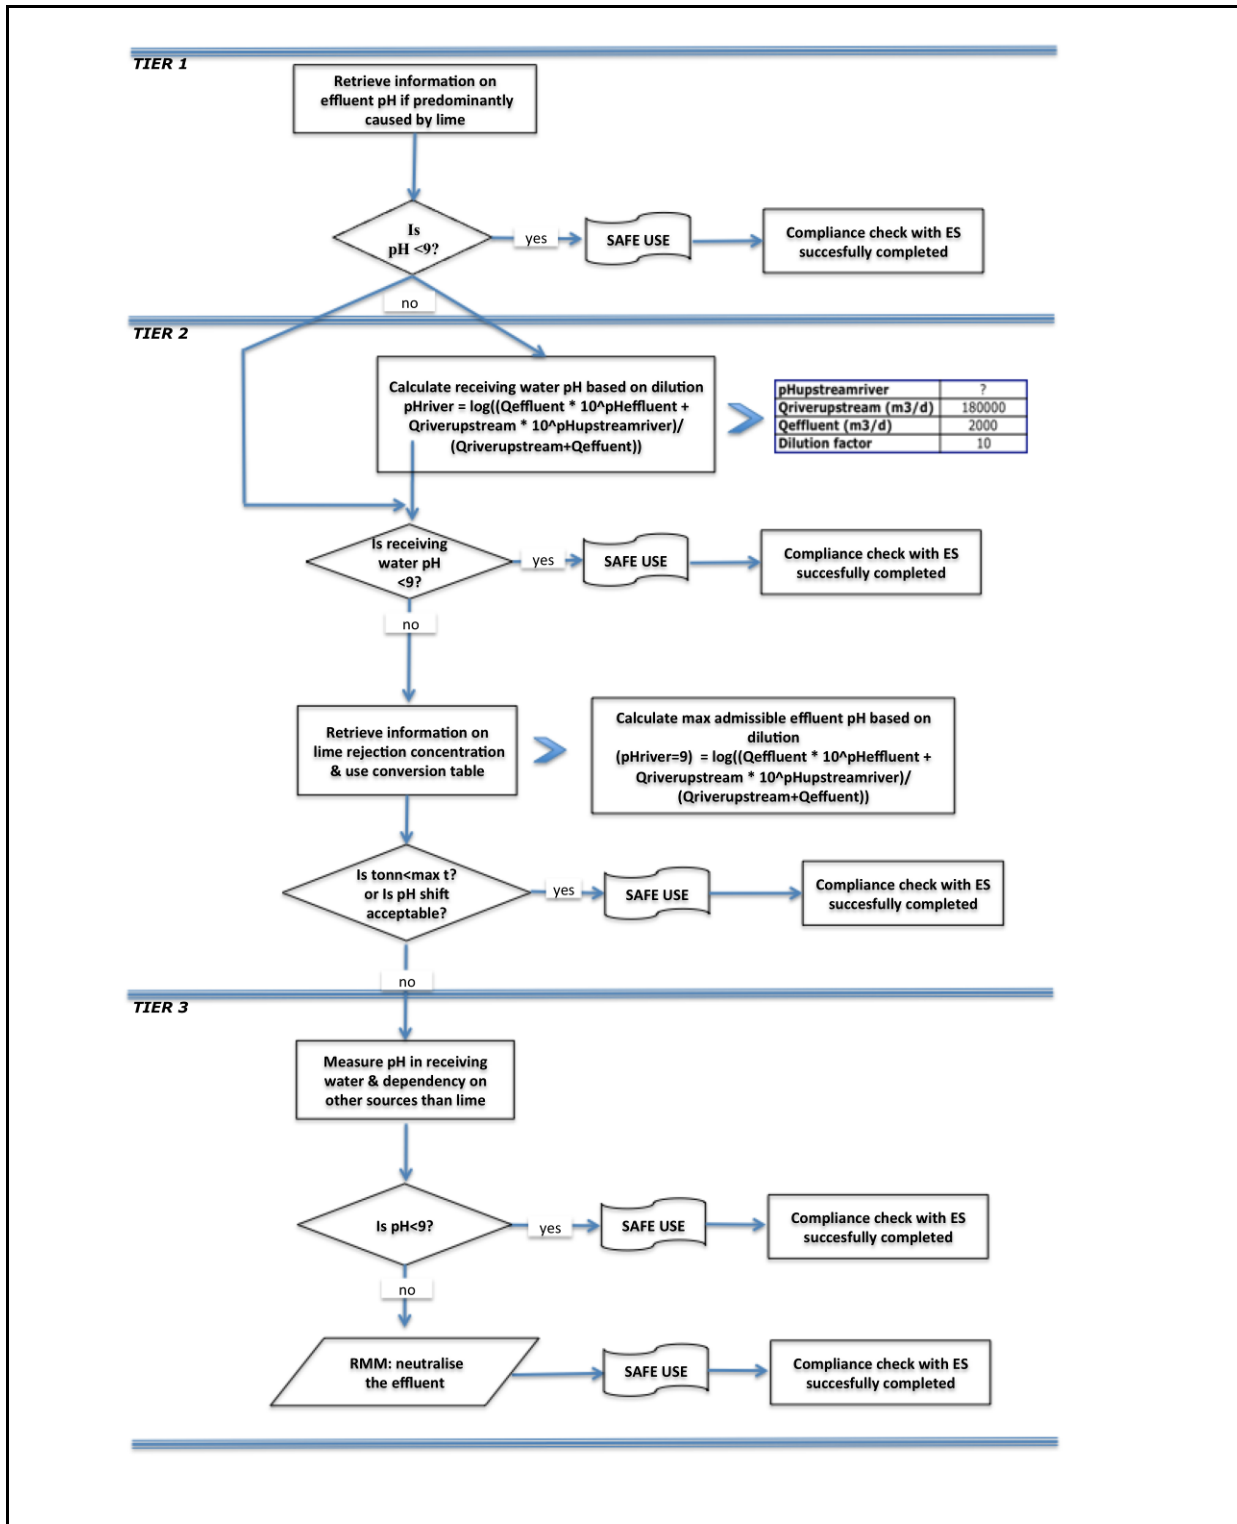 TIER 1
Retrieve information on
effluent pH if predominantly
caused by lime
Is
pH <9?
yes
SAFE USE
Compliance check with ES
succesfully completed
no
TIER 2
Calculate receiving water pH based on dilution
pHriver = log((Qeffluent * 10^pHeffluent +
Qriverupstream * 10^pHupstreamriver)/
(Qriverupstream+Qeffuent))
pHupstreamriver ?
Qriverupstream (m3/d) 180000
Qeffluent (m3/d) 2000
Dilution factor 10
Is receiving
water pH
<9?
yes
SAFE USE
Compliance check with ES
succesfully completed
no
Retrieve information on
lime rejection concentration
& use conversion table
Calculate max admissible effluent pH based on
dilution
(pHriver=9) = log((Qeffluent * 10^pHeffluent +
Qriverupstream * 10^pHupstreamriver)/
(Qriverupstream+Qeffuent))
Is tonn<max t?
or Is pH shift
acceptable?
yes
SAFE USE
Compliance check with ES
succesfully completed
no
TIER 3
Measure pH in receiving
water & dependency on
other sources than lime
Is pH<9?
yes
SAFE USE
Compliance check with ES
succesfully completed
no
RMM: neutralise
the effluent
SAFE USE
Compliance check with ES
succesfully completed